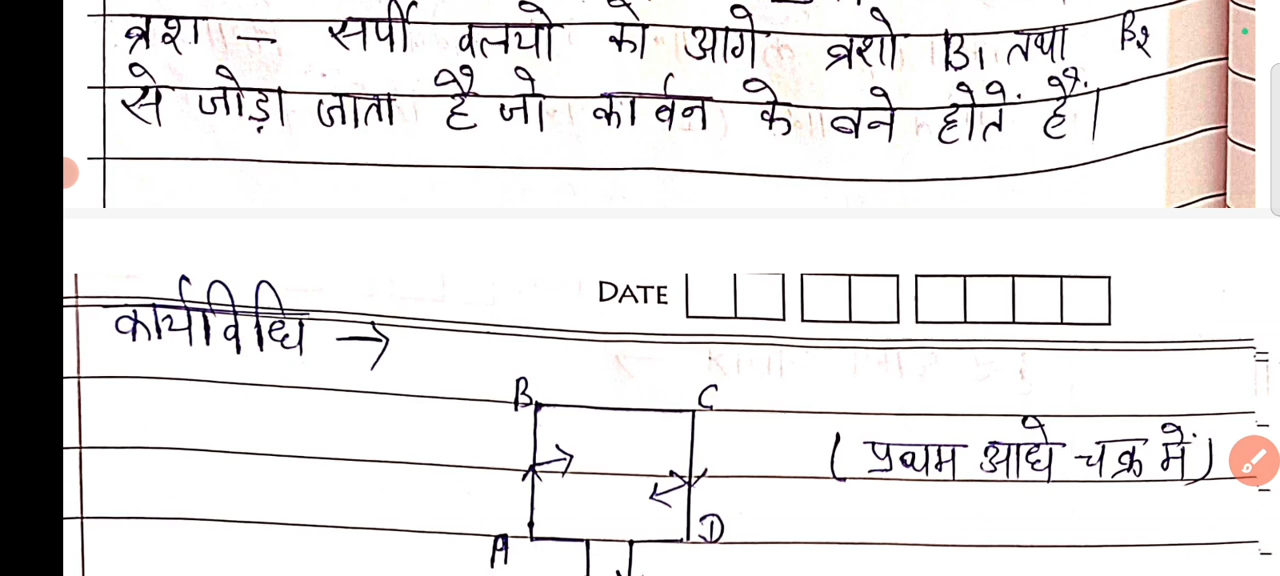 ब्रश - सर्पी वलयो को आगे ब्रशो B₁ तथा B₂
से जोड़ा जाता है जो कार्बन के बने होते हैं।
DATE
कार्यविधि →
B C
(प्रथम आधे चक्र में)
A D